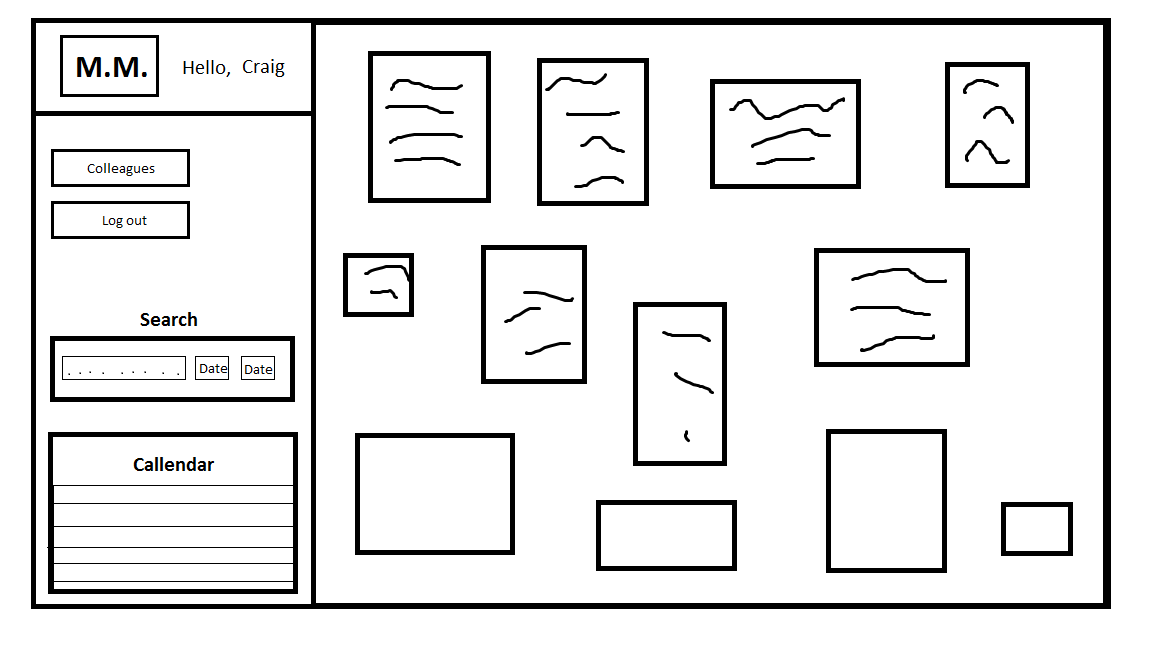 M.M.
Hello, Craig
Colleagues
Log out
Search
. . . . . . . . . Date Date
Callendar